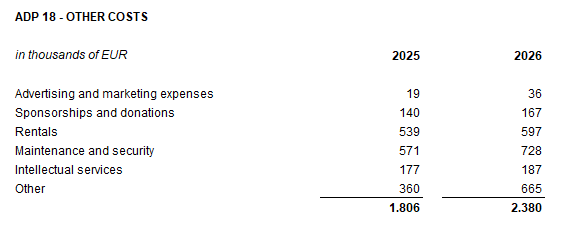 ADP 18 - OTHER COSTS
in thousands of EUR 2025 2026
Advertising and marketing expenses 19 36
Sponsorships and donations 140 167
Rentals 539 597
Maintenance and security 571 728
Intellectual services 177 187
Other 360 665
1.806 2.380